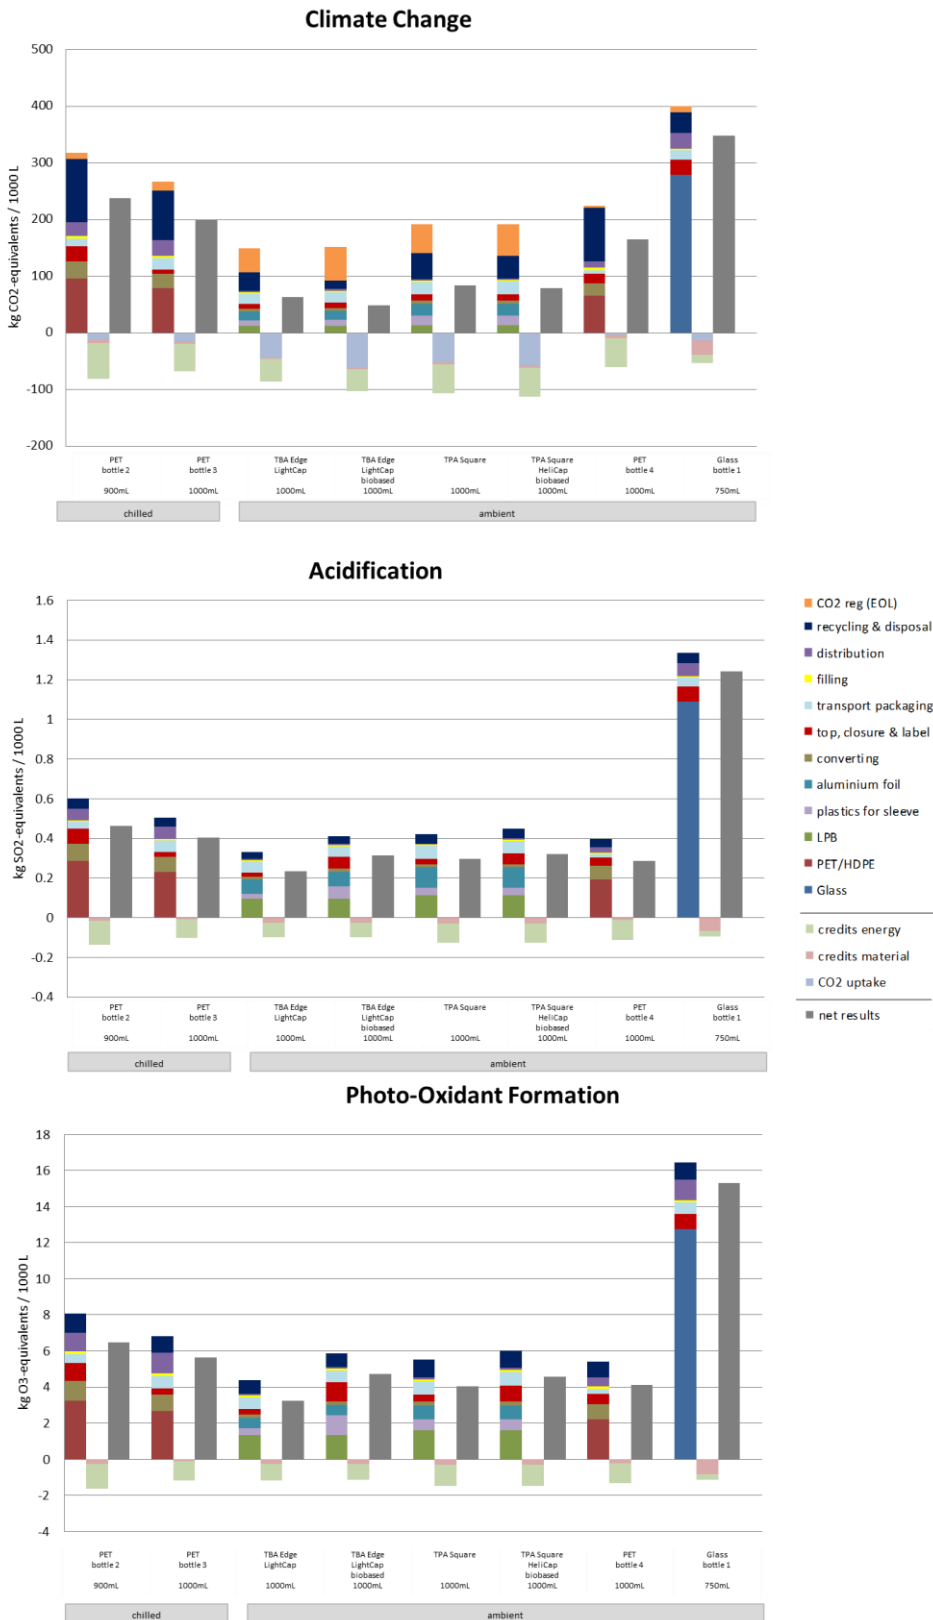 Climate Change
kg CO2-equivalents / 1000 L
500
400
300
200
100
0
-100
-200
PET bottle 2 900mL
PET bottle 3 1000mL
TBA Edge LightCap 1000mL
TBA Edge LightCap biobased 1000mL
TPA Square 1000mL
TPA Square HeliCap biobased 1000mL
PET bottle 4 1000mL
Glass bottle 1 750mL
chilled
ambient
Acidification
kg SO2-equivalents / 1000 L
1.6
1.4
1.2
1
0.8
0.6
0.4
0.2
0
-0.2
-0.4
PET bottle 2 900mL
PET bottle 3 1000mL
TBA Edge LightCap 1000mL
TBA Edge LightCap biobased 1000mL
TPA Square 1000mL
TPA Square HeliCap biobased 1000mL
PET bottle 4 1000mL
Glass bottle 1 750mL
chilled
ambient
CO2 reg (EOL)
recycling & disposal
distribution
filling
transport packaging
top, closure & label
converting
aluminium foil
plastics for sleeve
LPB
PET/HDPE
Glass
credits energy
credits material
CO2 uptake
net results
Photo-Oxidant Formation
kg O3-equivalents / 1000 L
18
16
14
12
10
8
6
4
2
0
-2
-4
PET bottle 2 900mL
PET bottle 3 1000mL
TBA Edge LightCap 1000mL
TBA Edge LightCap biobased 1000mL
TPA Square 1000mL
TPA Square HeliCap biobased 1000mL
PET bottle 4 1000mL
Glass bottle 1 750mL
chilled
ambient